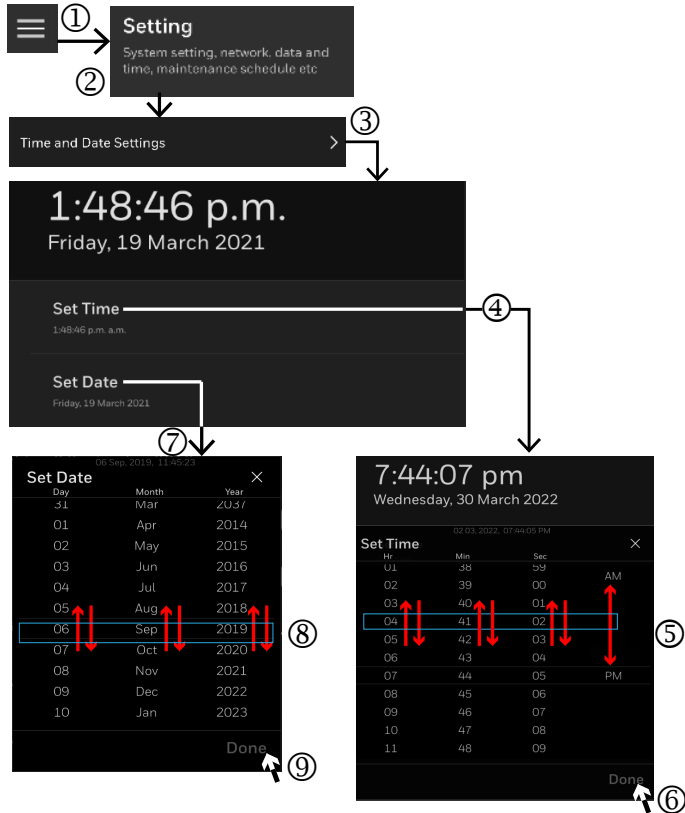 ①
Setting
System setting, network, data and
time, maintenance schedule etc
②
Time and Date Settings
③
1:48:46 p.m.
Friday, 19 March 2021
Set Time
④
1:48:46 p.m. a.m.
Set Date
Friday, 19 March 2021
⑦
06 Sep, 2019, 11:45:23
Set Date
Day Month Year
31 Mar 2037
01 Apr 2014
02 May 2015
03 Jun 2016
04 Jul 2017
05 Aug 2018
06 Sep 2019
07 Oct 2020
08 Nov 2021
09 Dec 2022
10 Jan 2023
⑧
Done
⑨
7:44:07 pm
Wednesday, 30 March 2022
02 03, 2022, 07:44:05 PM
Set Time
Hr Min Sec
01 38 59
AM
02 39 00
03 40 01
04 41 02
05 42 03
06 43 04
07 44 05 PM
08 45 06
09 46 07
10 47 08
11 48 09
⑤
Done
⑥